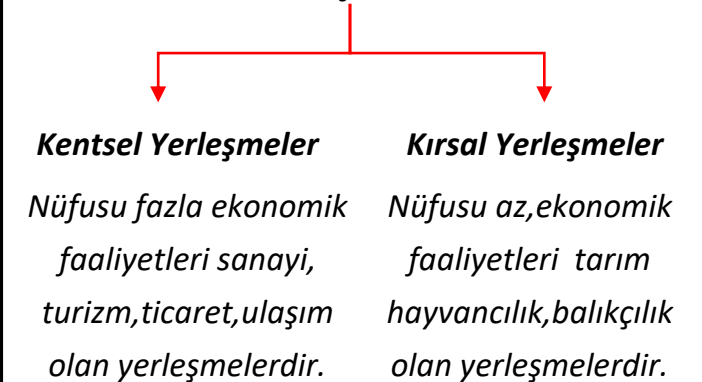 Kentsel Yerleşmeler
Kırsal Yerleşmeler
Nüfusu fazla ekonomik
faaliyetleri sanayi,
turizm,ticaret,ulaşım
olan yerleşmelerdir.
Nüfusu az,ekonomik
faaliyetleri tarım
hayvancılık,balıkçılık
olan yerleşmelerdir.